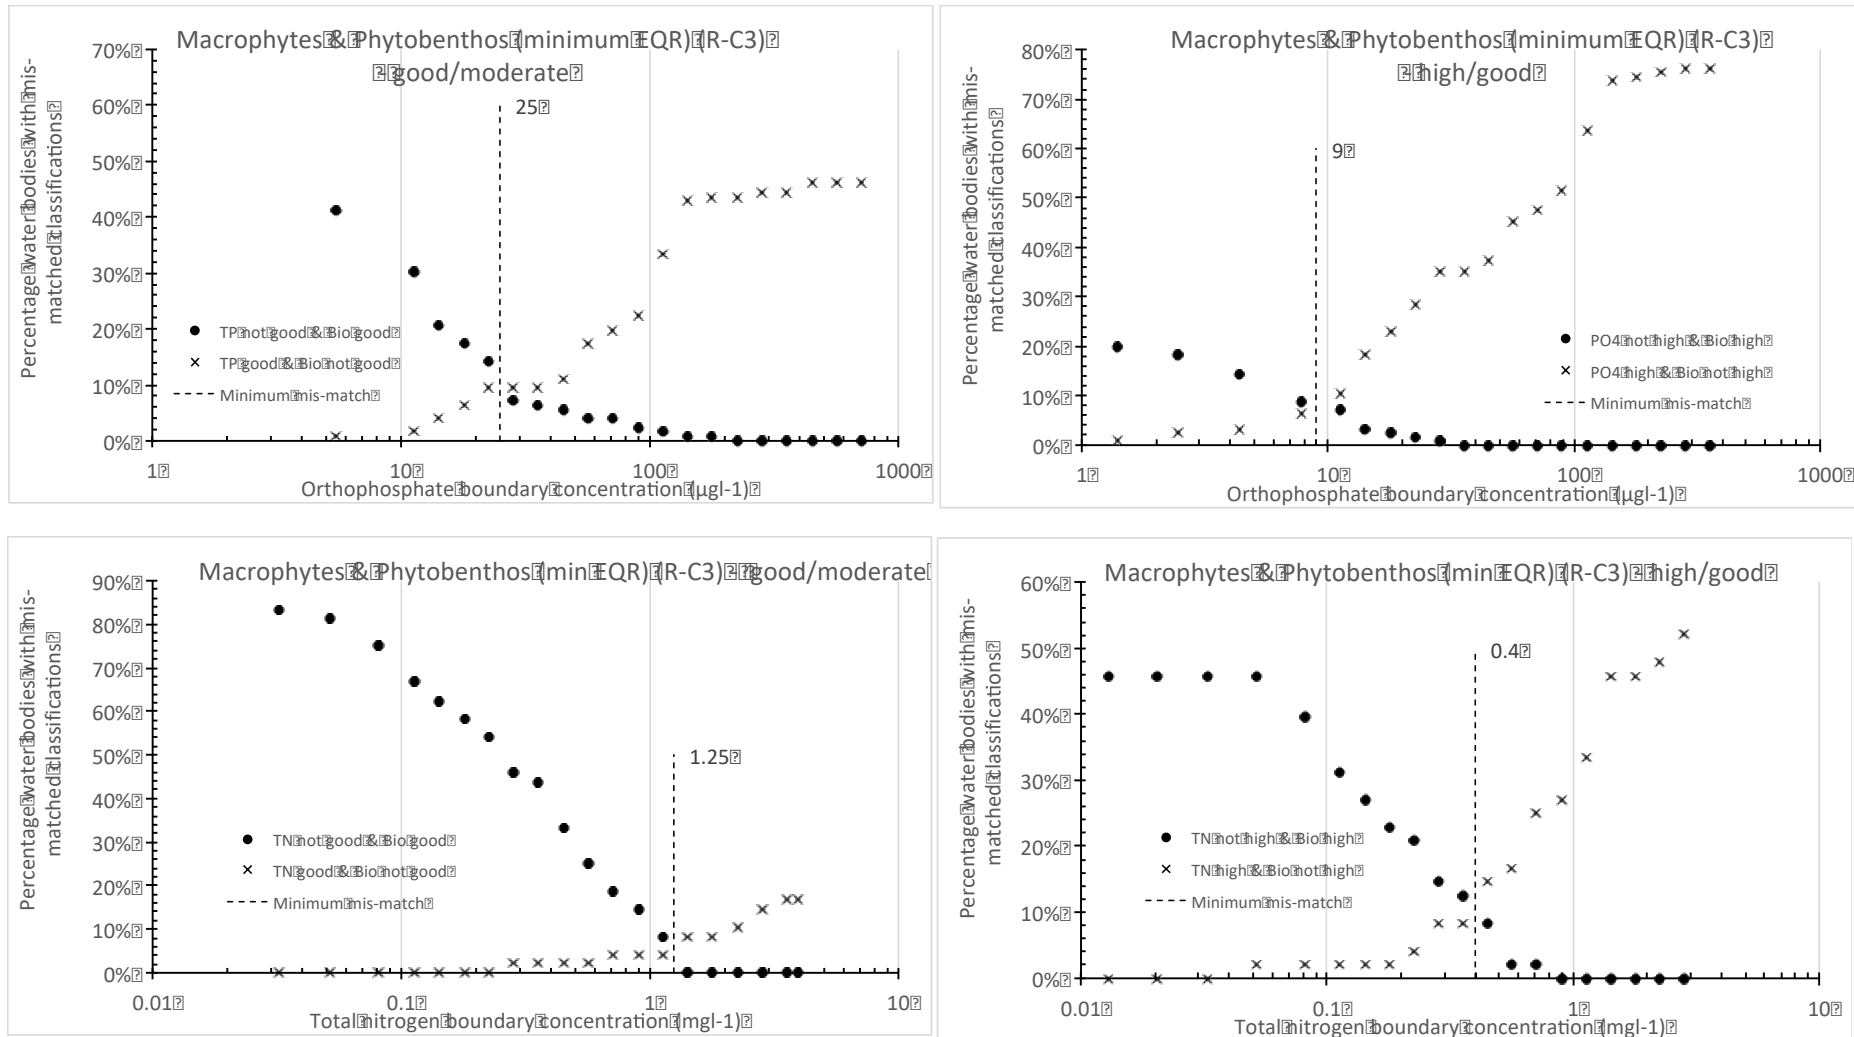 Macrophytes & Phytobenthos (minimum EQR) (R-C3)
- good/moderate
Percentage water bodies with mis-
matched classifications
70%
60%
50%
40%
30%
20%
10%
0%
25
TP not good & Bio good
TP good & Bio not good
Minimum mis-match
1
10
100
1000
Orthophosphate boundary concentration (µgl-1)
Macrophytes & Phytobenthos (minimum EQR) (R-C3)
- high/good
Percentage water bodies with mis-
matched classifications
80%
70%
60%
50%
40%
30%
20%
10%
0%
9
PO4 not high & Bio high
PO4 high & Bio not high
Minimum mis-match
1
10
100
1000
Orthophosphate boundary concentration (µgl-1)
Macrophytes & Phytobenthos (min EQR) (R-C3) - good/moderate
Percentage water bodies with mis-
matched classifications
90%
80%
70%
60%
50%
40%
30%
20%
10%
0%
1.25
TN not good & Bio good
TN good & Bio not good
Minimum mis-match
0.01
0.1
1
10
Total nitrogen boundary concentration (mgl-1)
Macrophytes & Phytobenthos (min EQR) (R-C3) - high/good
Percentage water bodies with mis-
matched classifications
60%
50%
40%
30%
20%
10%
0%
0.4
TN not high & Bio high
TN high & Bio not high
Minimum mis-match
0.01
0.1
1
10
Total nitrogen boundary concentration (mgl-1)